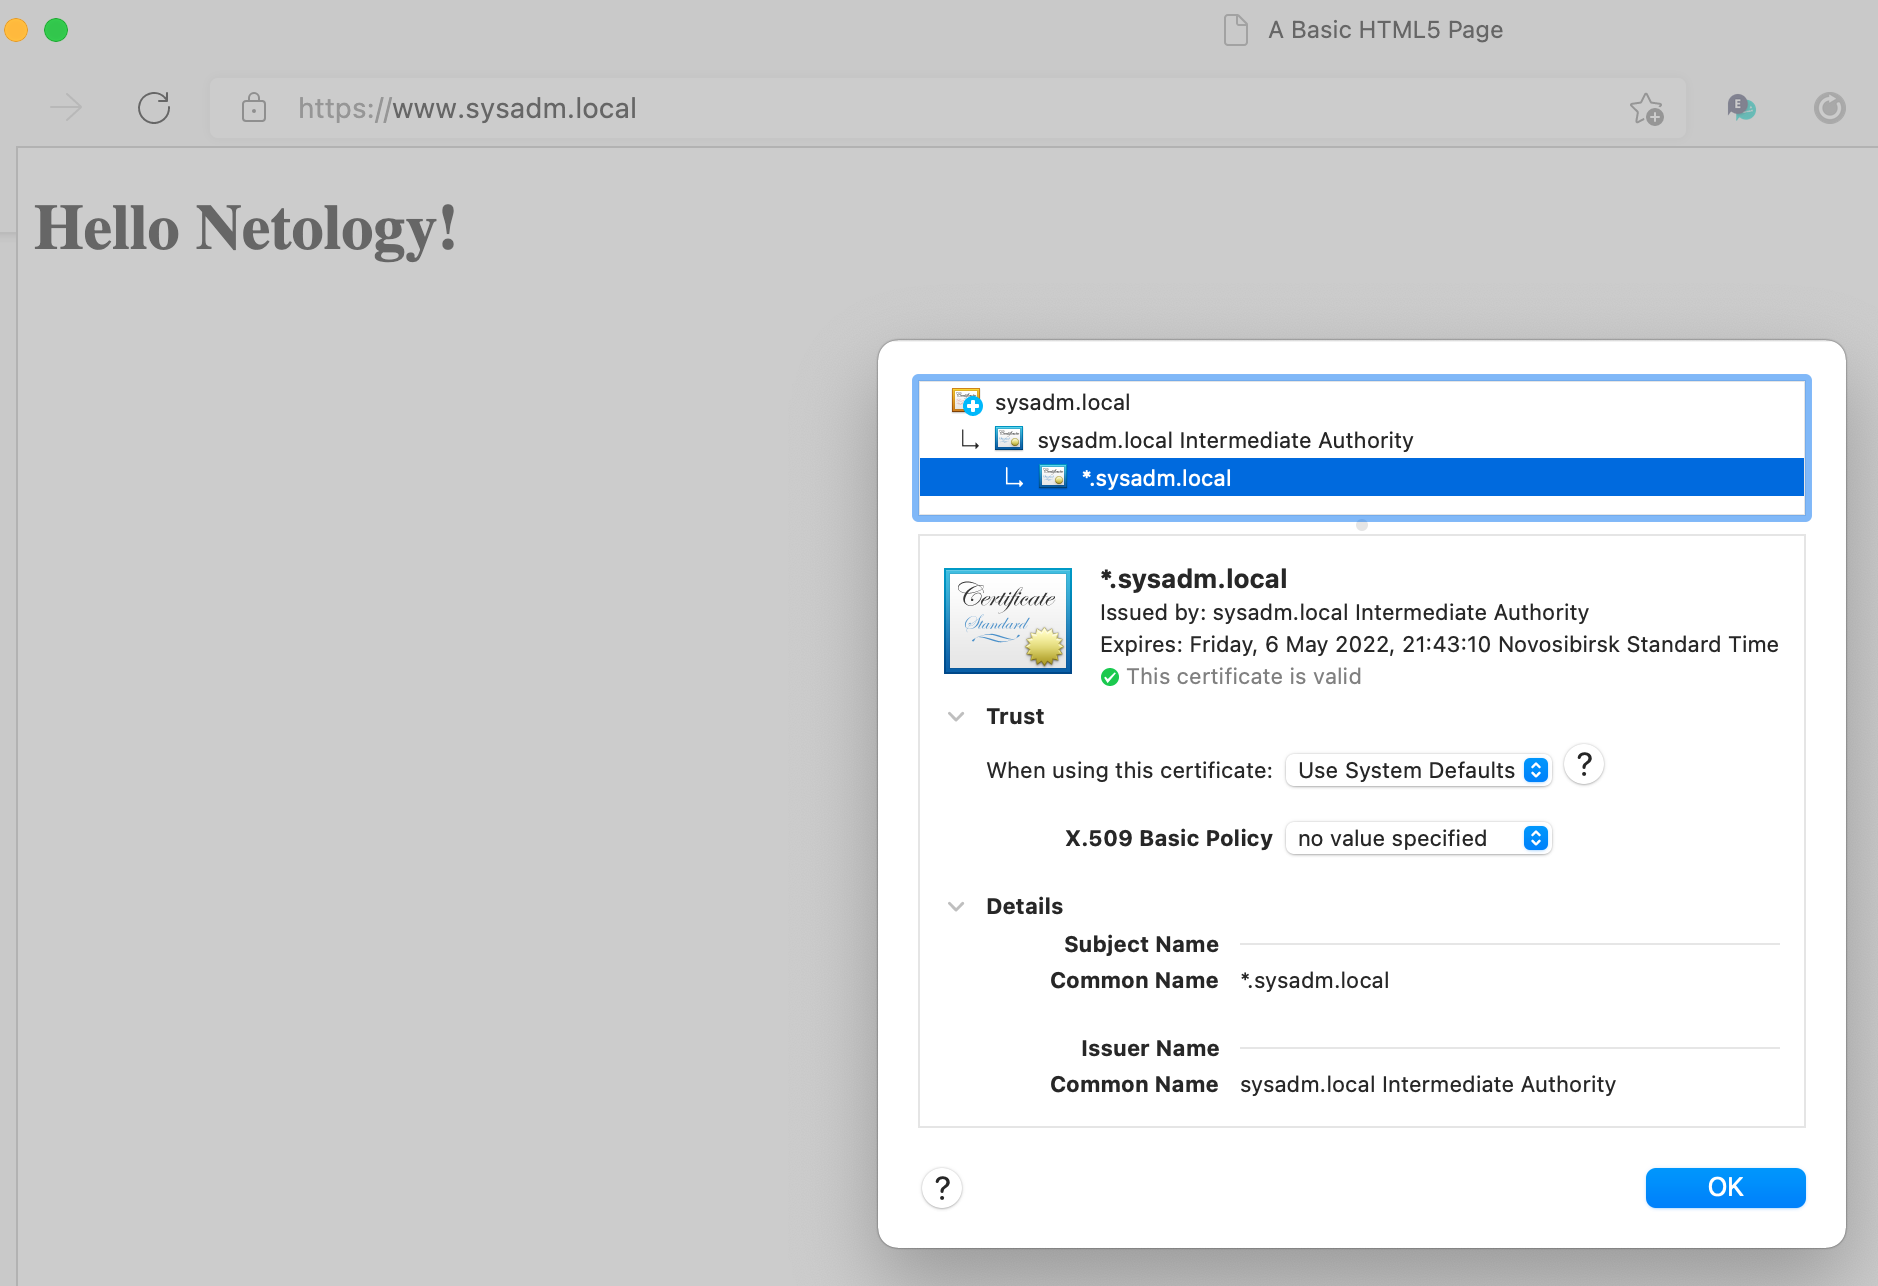 A Basic HTML5 Page
https://www.sysadm.local
E
Hello Netology!
sysadm.local
sysadm.local Intermediate Authority
*.sysadm.local
Certificate
Standard
*.sysadm.local
Issued by: sysadm.local Intermediate Authority
Expires: Friday, 6 May 2022, 21:43:10 Novosibirsk Standard Time
This certificate is valid
Trust
When using this certificate: Use System Defaults ?
X.509 Basic Policy no value specified
Details
Subject Name
Common Name *.sysadm.local
Issuer Name
Common Name sysadm.local Intermediate Authority
? OK